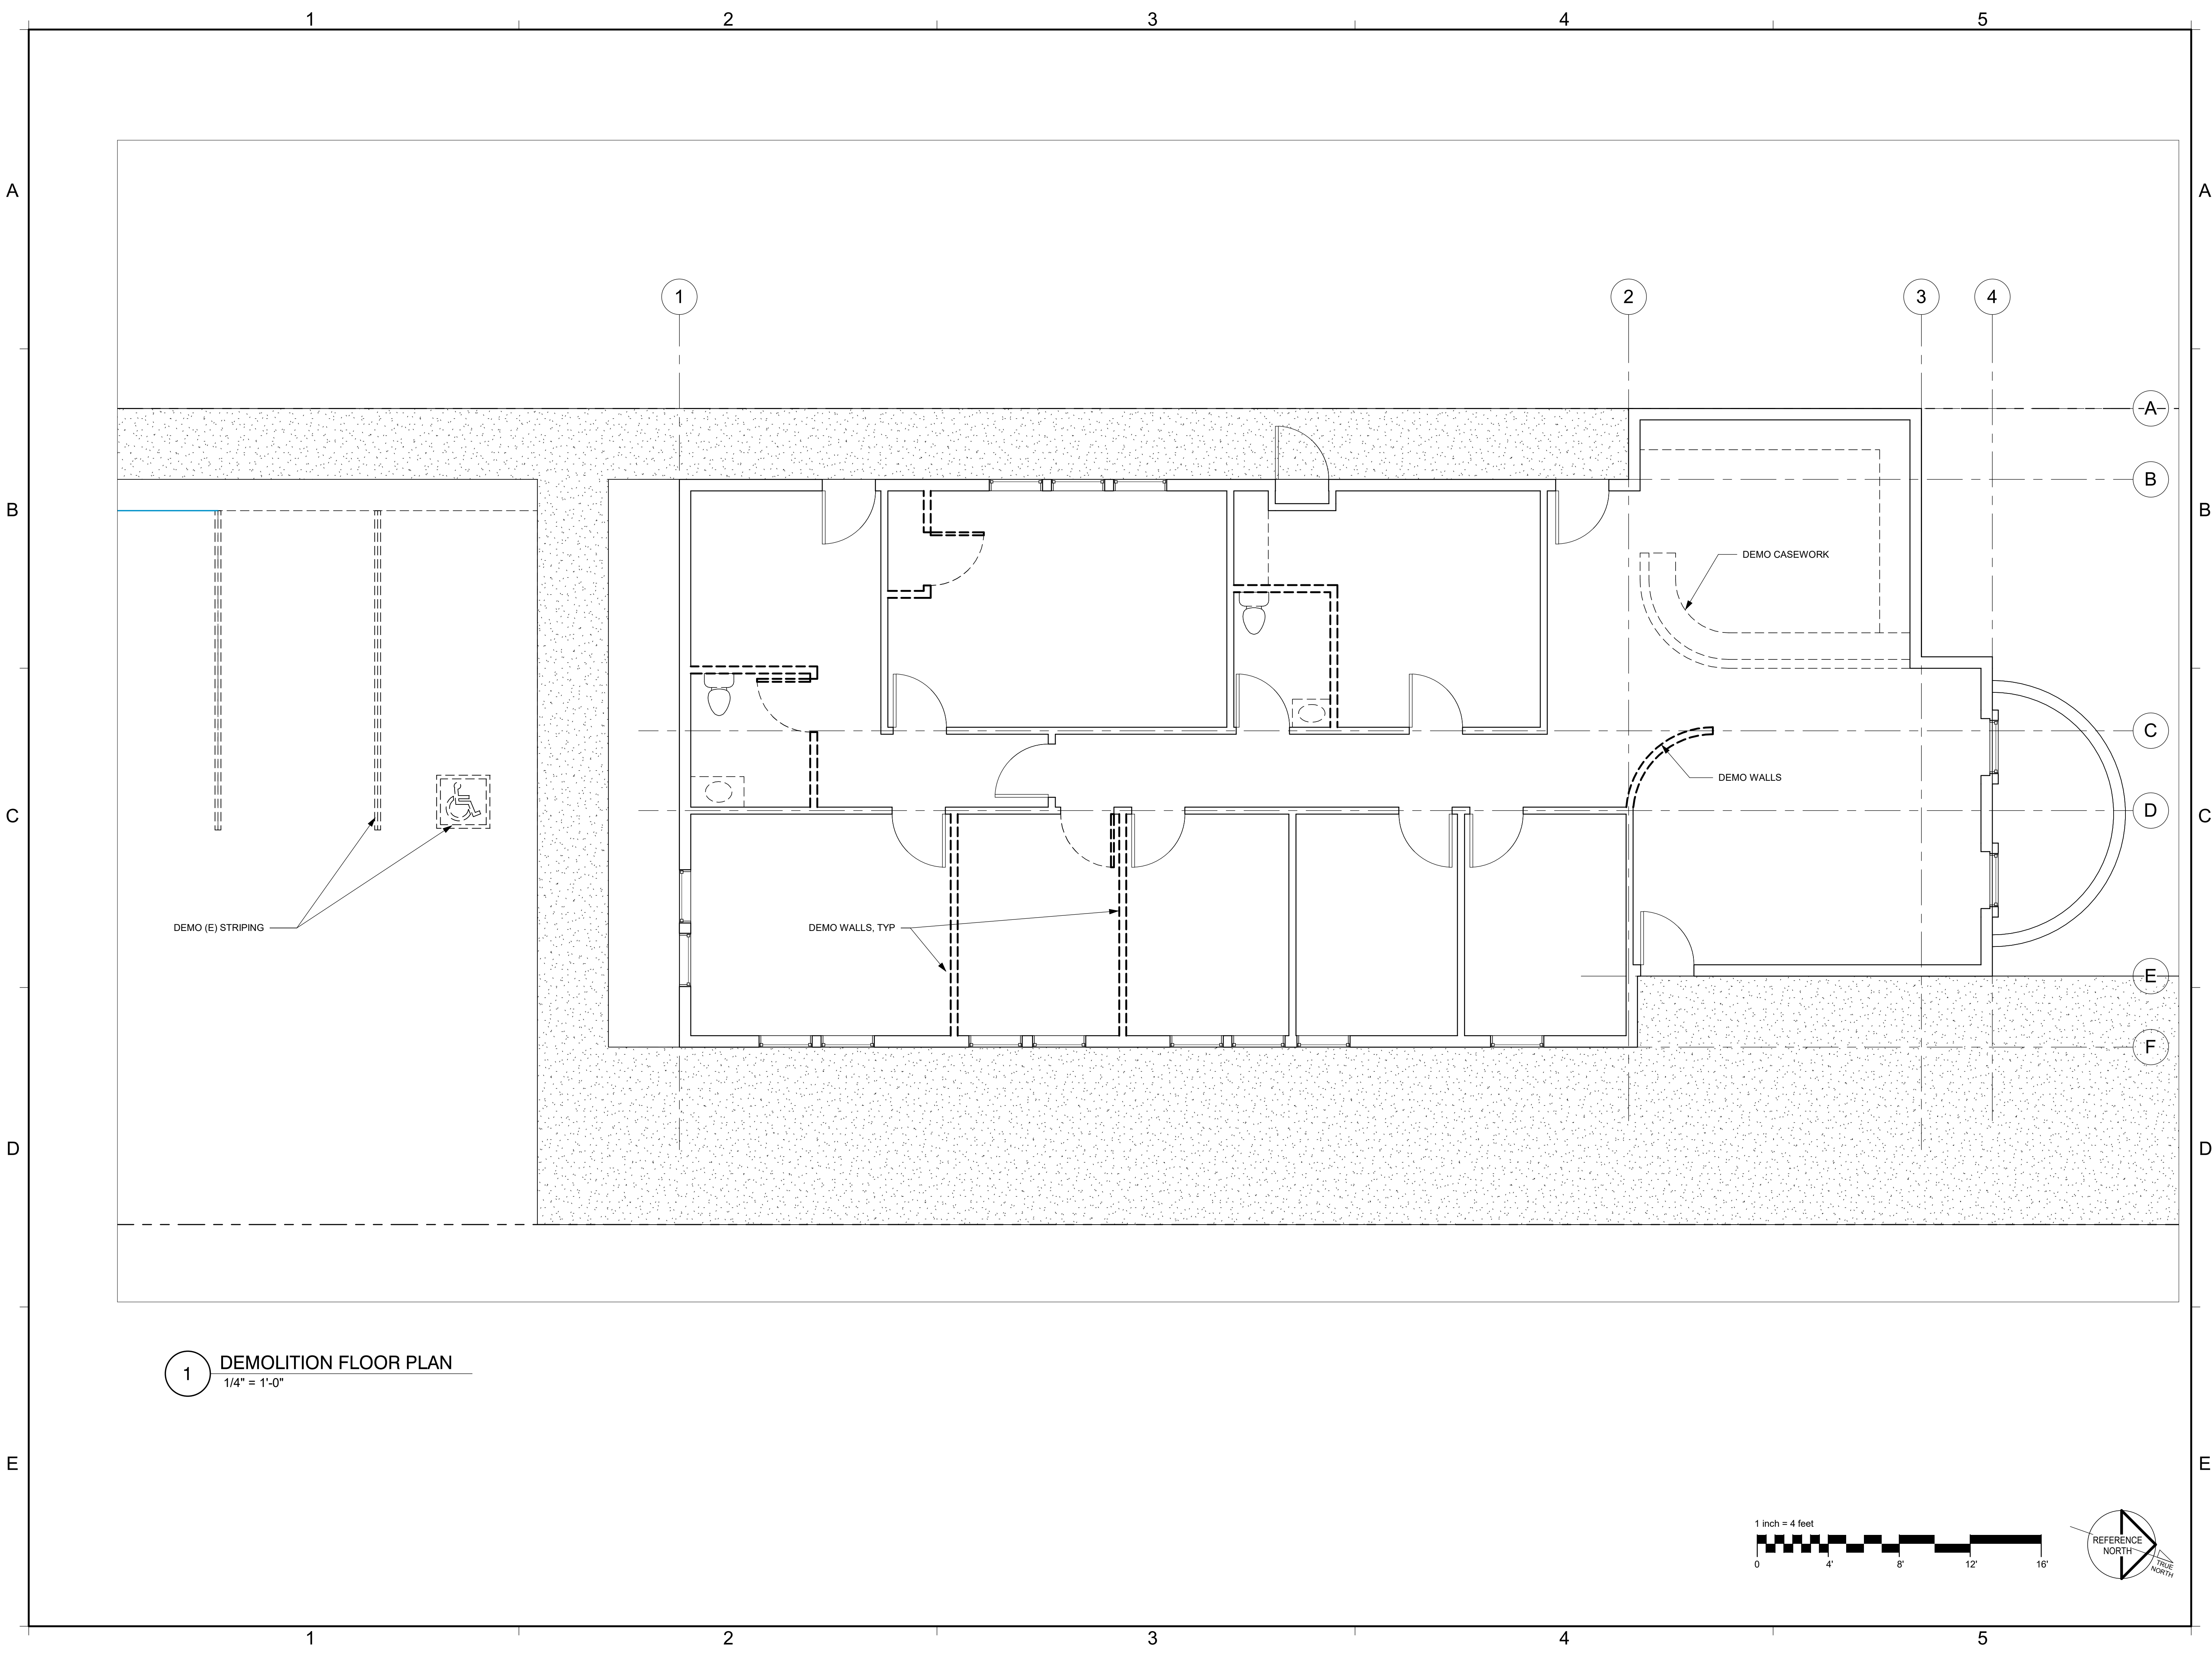 1 2 3 4 5
A A
1 2 3 4
A
B B
B
DEMO CASEWORK
C
DEMO WALLS
D
C C
DEMO (E) STRIPING
DEMO WALLS, TYP
E
F
D D
1
DEMOLITION FLOOR PLAN
1/4" = 1'-0"
E E
1 inch = 4 feet
0 4' 8' 12' 16'
REFERENCE
NORTH
TRUE
NORTH
1 2 3 4 5